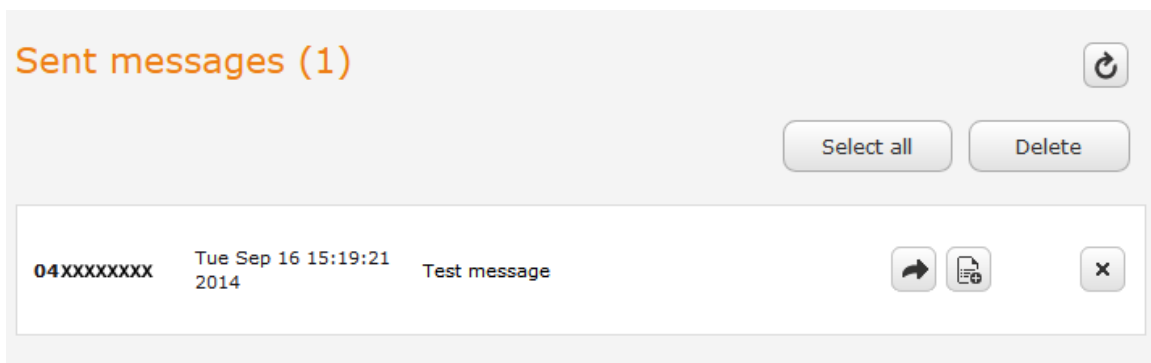 Sent messages (1)
Select all
Delete
04XXXXXXXX
Tue Sep 16 15:19:21
2014
Test message